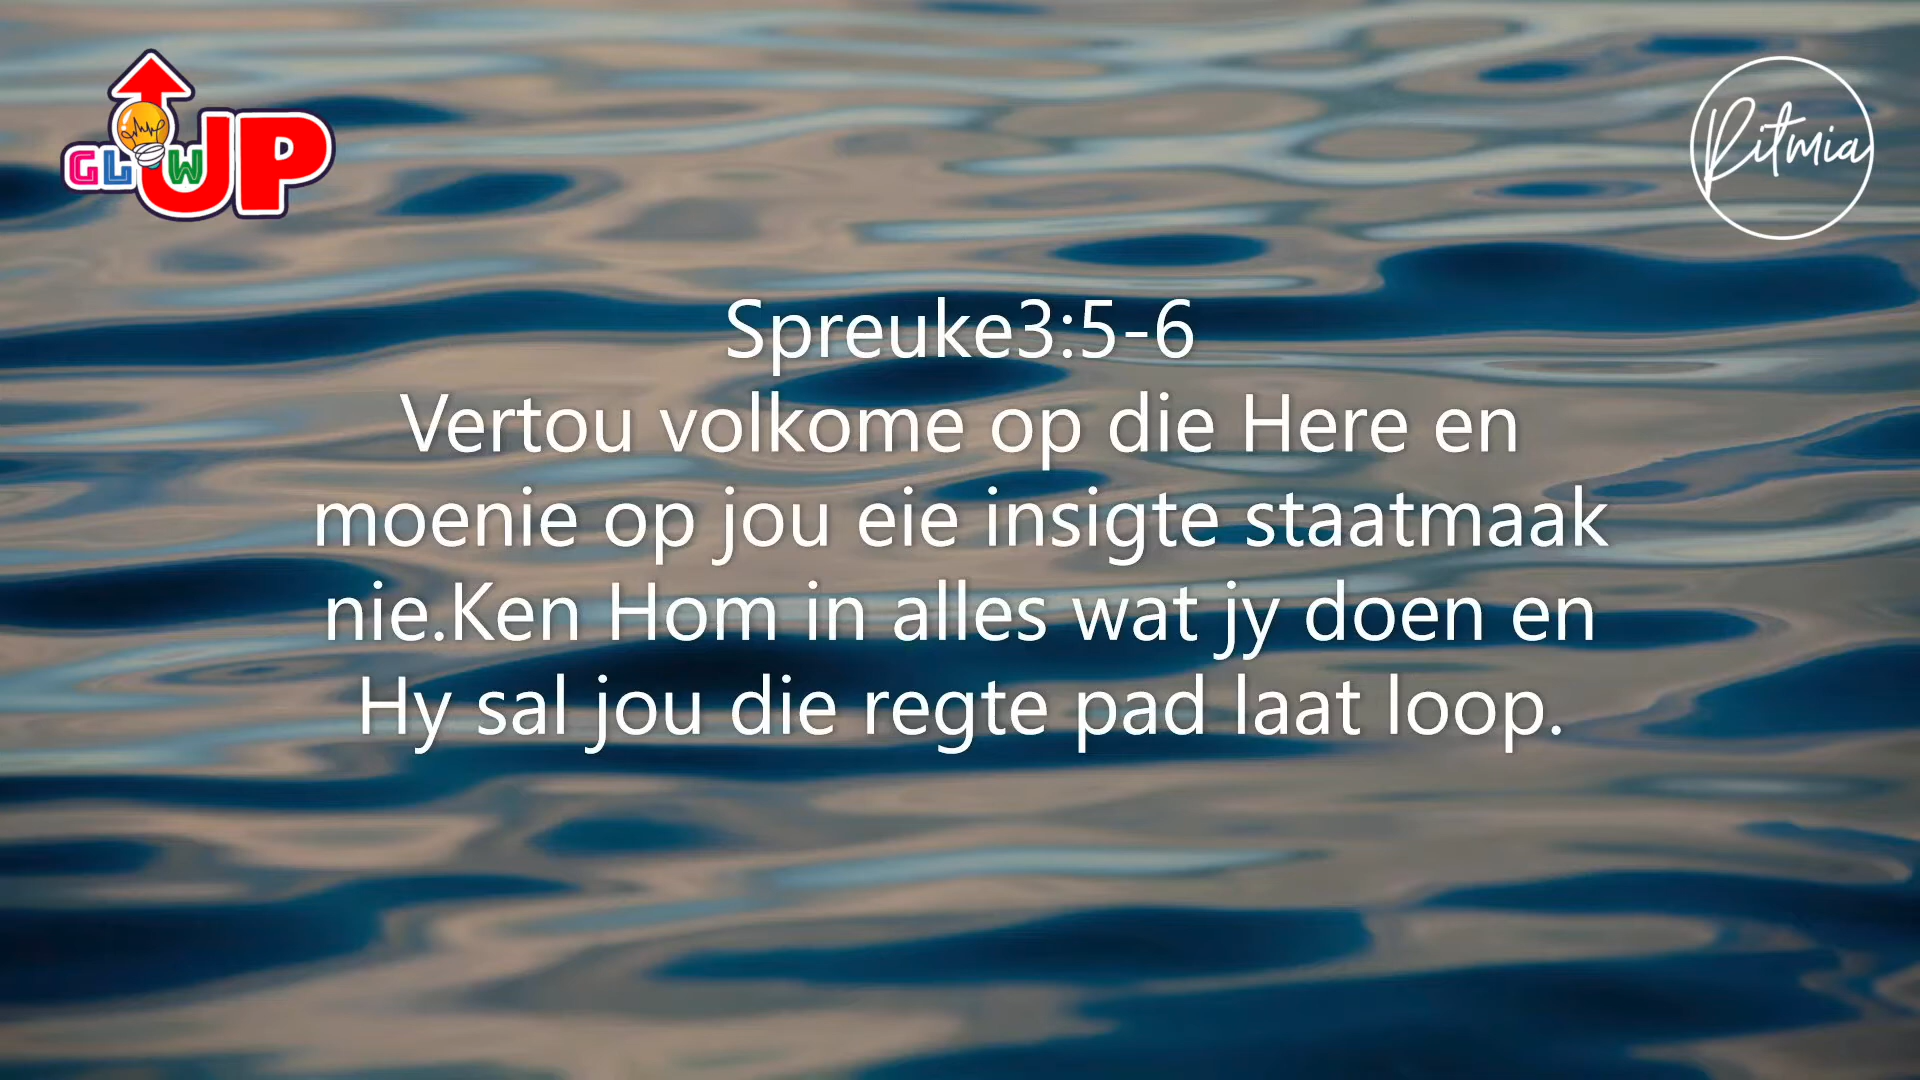 GLOW UP
Ritmia
Spreuke3:5-6
Vertou volkome op die Here en
moenie op jou eie insigte staatmaak
nie.Ken Hom in alles wat jy doen en
Hy sal jou die regte pad laat loop.